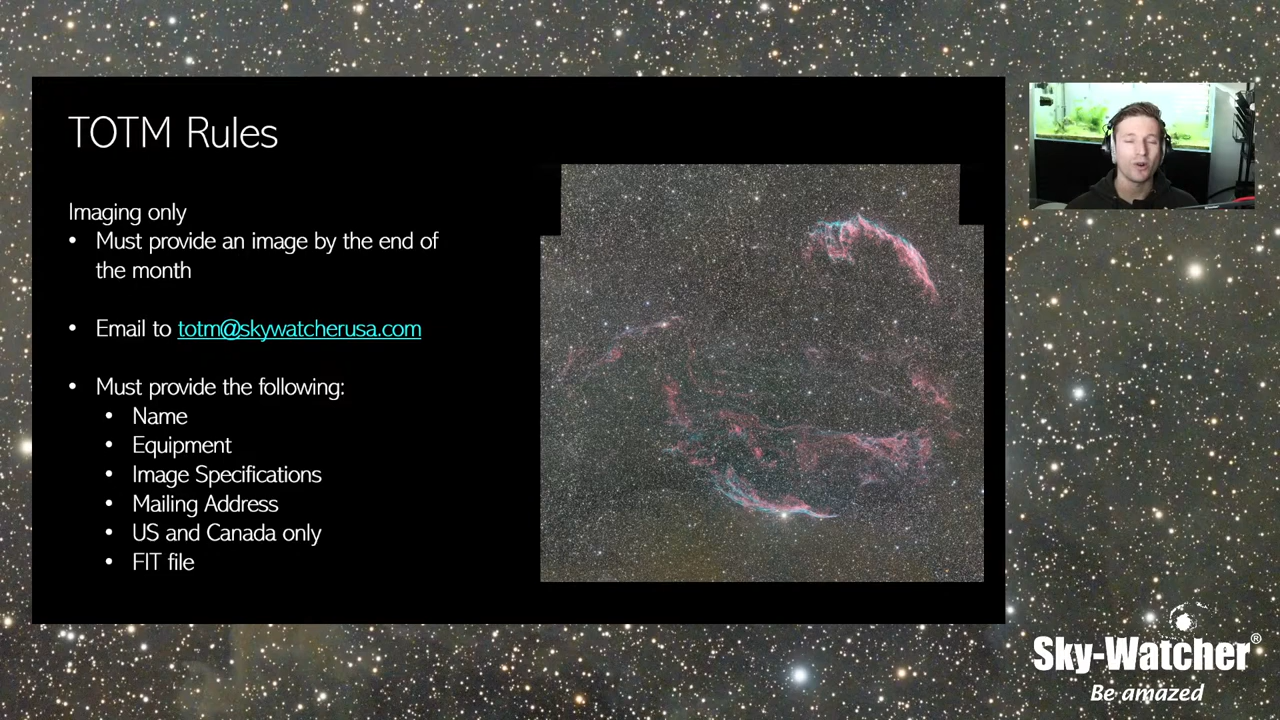 TOTM Rules
Imaging only
• Must provide an image by the end of
the month
• Email to totm@skywatcherusa.com
• Must provide the following:
• Name
• Equipment
• Image Specifications
• Mailing Address
• US and Canada only
• FIT file
Sky-Watcher®
Be amazed